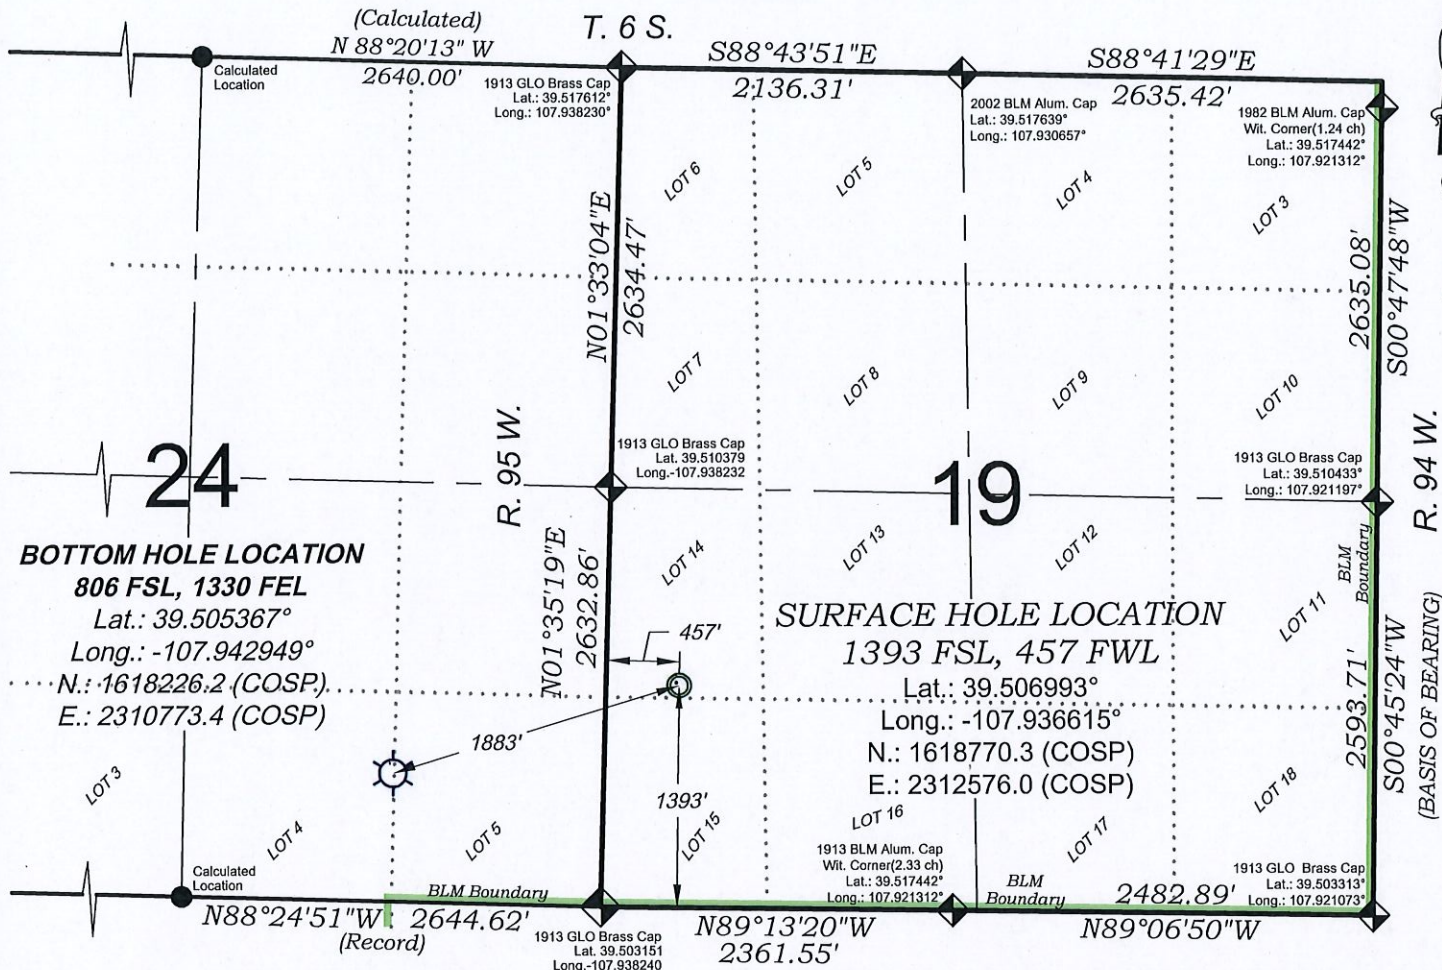 (Calculated)
N 88°20'13" W
2640.00'
T. 6 S.
S88°43'51"E
2136.31'
S88°41'29"E
2635.42'
Calculated
Location
1913 GLO Brass Cap
Lat.: 39.517612°
Long.: 107.938230°
2002 BLM Alum. Cap
Lat.: 39.517639°
Long.: 107.930657°
1982 BLM Alum. Cap
Wit. Corner(1.24 ch)
Lat.: 39.517442°
Long.: 107.921312°
LOT 6
LOT 5
LOT 4
LOT 3
N01°33'04"E
2634.47'
2635.08'
S00°47'48"W
LOT 7
LOT 8
LOT 9
LOT 10
24
R. 95 W.
1913 GLO Brass Cap
Lat. 39.510379
Long.-107.938232
19
1913 GLO Brass Cap
Lat.: 39.510433°
Long.: 107.921197°
R. 94 W.
BOTTOM HOLE LOCATION
806 FSL, 1330 FEL
Lat.: 39.505367°
Long.: -107.942949°
N.: 1618226.2 (COSP)
E.: 2310773.4 (COSP)
N01°35'19"E
2632.86'
LOT 14
LOT 13
LOT 12
LOT 11
BLM
Boundary
457'
SURFACE HOLE LOCATION
1393 FSL, 457 FWL
Lat.: 39.506993°
Long.: -107.936615°
N.: 1618770.3 (COSP)
E.: 2312576.0 (COSP)
2593.71'
S00°45'24"W
(BASIS OF BEARING)
1883'
1393'
LOT 3
LOT 4
LOT 5
LOT 15
LOT 16
LOT 17
LOT 18
Calculated
Location
BLM Boundary
N88°24'51"W
2644.62'
(Record)
1913 GLO Brass Cap
Lat. 39.503151
Long.-107.938240
1913 BLM Alum. Cap
Wit. Corner(2.33 ch)
Lat.: 39.517442°
Long.: 107.921312°
N89°13'20"W
2361.55'
BLM
Boundary
2482.89'
N89°06'50"W
1913 GLO Brass Cap
Lat.: 39.503313°
Long.: 107.921073°